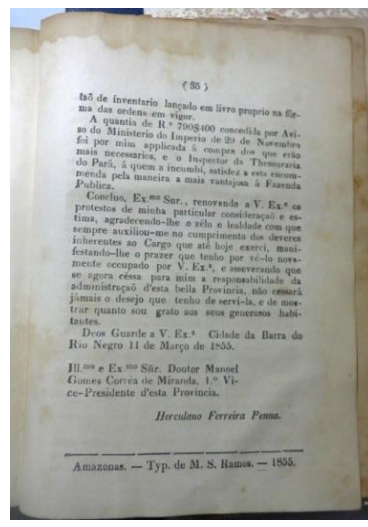 ( 35 )
taõ de inventario lançado em livro proprio na fór-
ma das ordens em vigor.
A quantia de R.ˢ 790$400 concedida por Avi-
so do Ministerio do Imperio de 29 de Novembro
foi por mim applicada á compra dos que erão
mais necessarios, e o Inspector da Thesouraria
do Pará, á quem a incumbi, satisfez a esta encom-
menda pela maneira a mais vantajosa á Fazenda
Publica.
Concluo, Ex.ᵐᵒ Snr., renovando a V. Ex.ª os
protestos de minha particular consideração e es-
tima, agradecendo-lhe o zêlo e lealdade com que
sempre auxiliou-me no cumprimento dos deveres
inherentes ao Cargo que até hoje exerci, mani-
festando-lhe o prazer que tenho por vê-lo nova-
mente occupado por V. Ex.ª, e asseverando que
se agora céssa para mim a responsabilidade da
administração d'esta bella Provincia, não cessará
jámais o desejo que tenho de servi-la, e de mos-
trar quanto sou grato aos seus generosos habi-
tantes.
Deos Guarde a V. Ex.ª Cidade da Barra do
Rio Negro 11 de Março de 1855.
Ill.ᵐᵒ e Ex.ᵐᵒ Sñr. Doutor Manoel
Gomes Corrêa de Miranda, 1.º Vi-
ce-Presidente d'esta Provincia.
Herculano Ferreira Penna.
Amazonas. — Typ. de M. S. Ramos. — 1855.